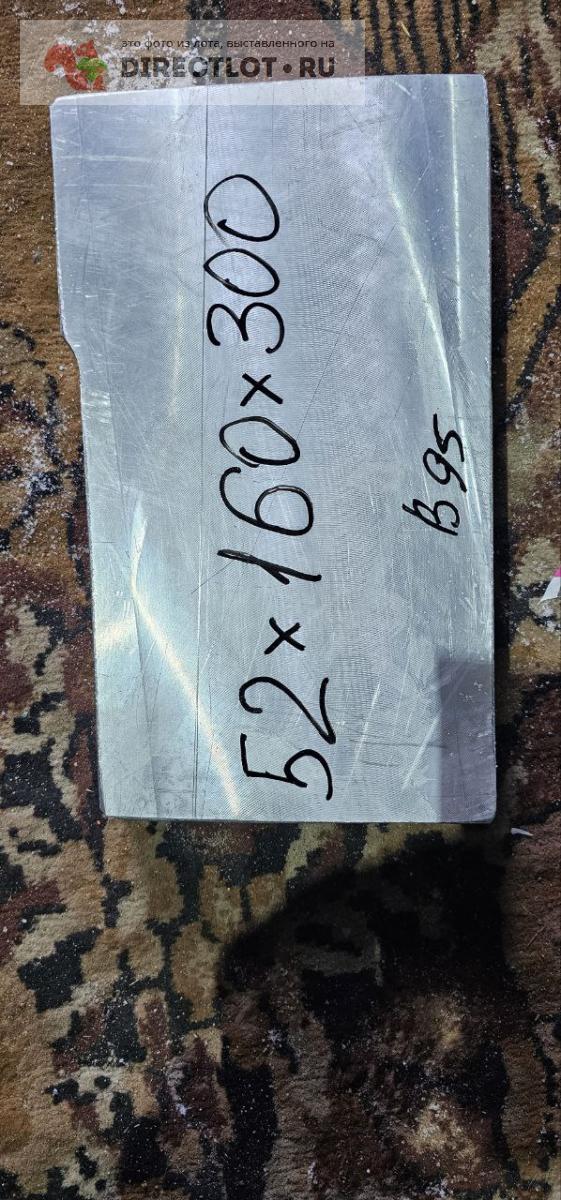 это фото из лота, выставленного на
DIRECTLOT.RU
52 x 160 x 300
В95